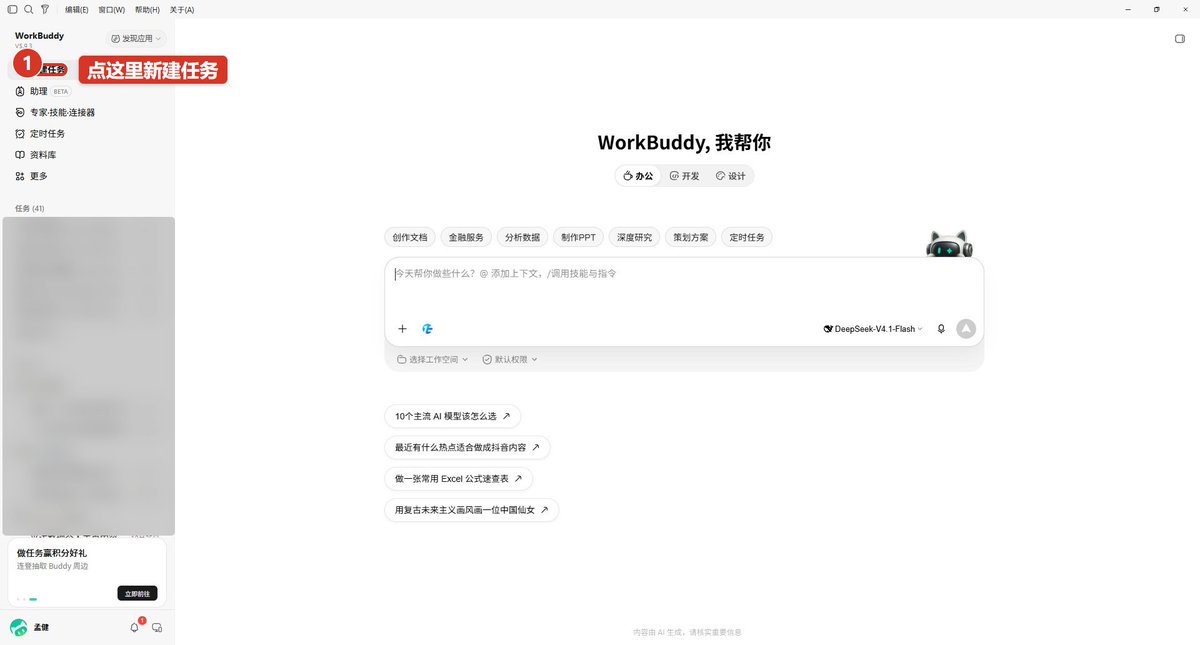 编辑(E) 窗口(W) 帮助(H) 关于(A)
WorkBuddy
V5.9.3
发现应用
1
建任务
点这里新建任务
助理 BETA
专家·技能·连接器
定时任务
资料库
更多
任务 (41)
做任务赢积分好礼
连登抽取 Buddy 周边
立即前往
孟健
1
WorkBuddy, 我帮你
办公 开发 设计
创作文档 金融服务 分析数据 制作PPT 深度研究 策划方案 定时任务
今天帮你做些什么? @ 添加上下文，/调用技能与指令
DeepSeek-V4.1-Flash
选择工作空间 默认权限
10个主流 AI 模型该怎么选
最近有什么热点适合做成抖音内容
做一张常用 Excel 公式速查表
用复古未来主义画风画一位中国仙女
内容由 AI 生成，请核实重要信息